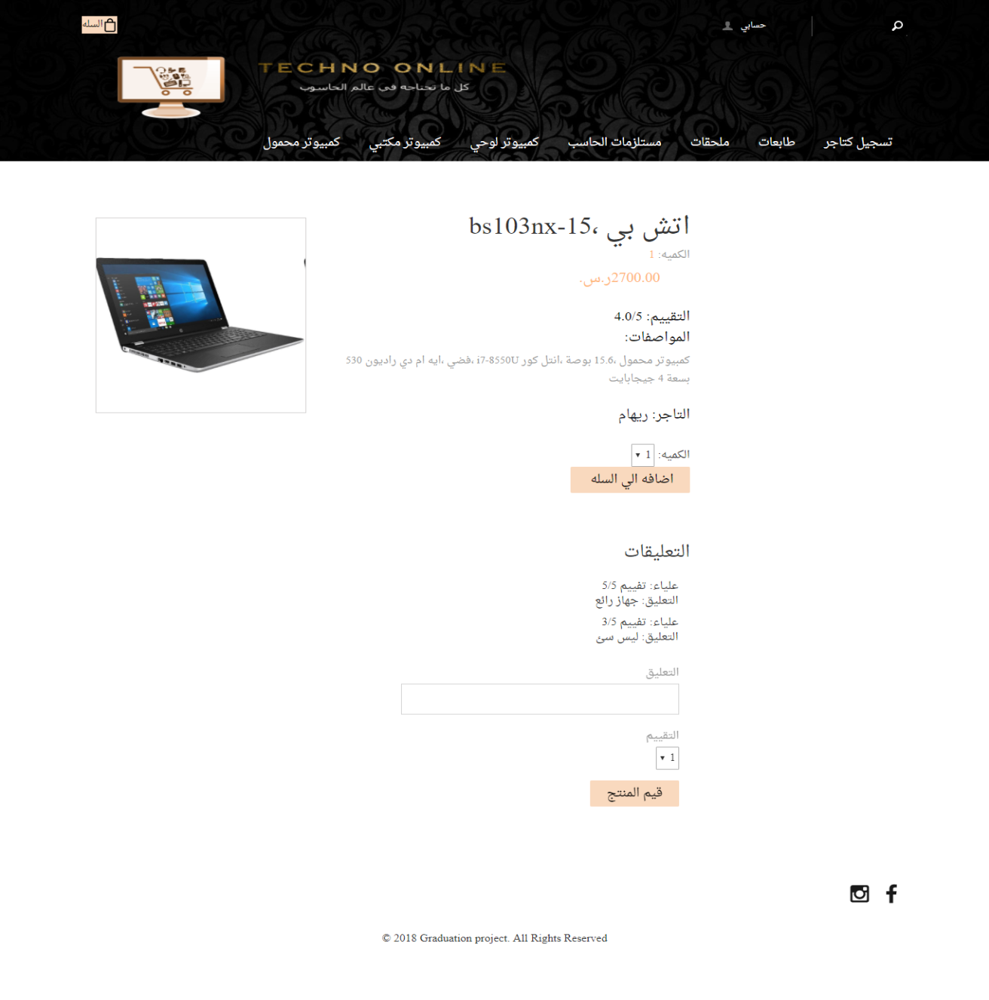 حسابي
السله
TECHNO ONLINE
كل ما تحتاجه في عالم الحاسوب
تسجيل كتاجر
طابعات
ملحقات
مستلزمات الحاسب
كمبيوتر لوحي
كمبيوتر مكتبي
كمبيوتر محمول
اتش بي ،15-bs103nx
الكميه: 1
2700.00ر.س.
التقييم: 4.0/5
المواصفات:
كمبيوتر محمول ،15.6 بوصة ،انتل كور i7-8550U ،فضي ،ايه ام دي راديون 530
بسعة 4 جيجابايت
التاجر: ريهام
الكميه: 1
اضافه الي السله
التعليقات
علياء: تقييم 5/5
التعليق: جهاز رائع
علياء: تقييم 3/5
التعليق: ليس سئ
التعليق
التقييم
1
قيم المنتج
© 2018 Graduation project. All Rights Reserved